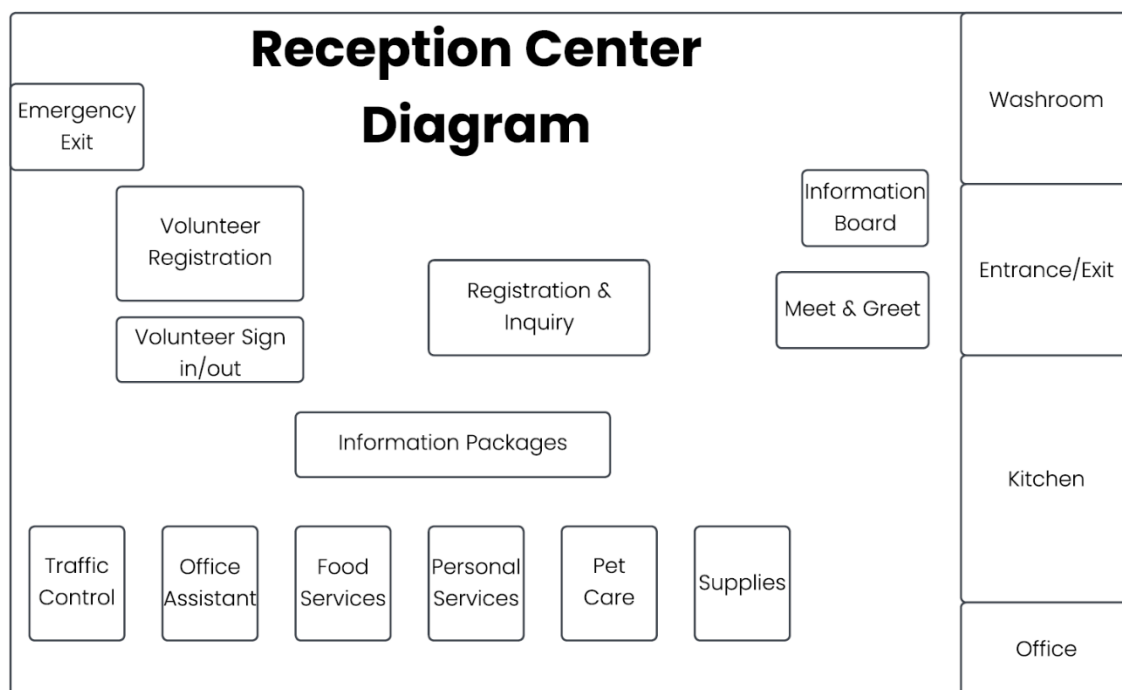 Reception Center
Diagram
Washroom
Emergency
Exit
Information
Board
Volunteer
Registration
Entrance/Exit
Registration &
Inquiry
Meet & Greet
Volunteer Sign
in/out
Information Packages
Kitchen
Traffic
Control
Office
Assistant
Food
Services
Personal
Services
Pet
Care
Supplies
Office